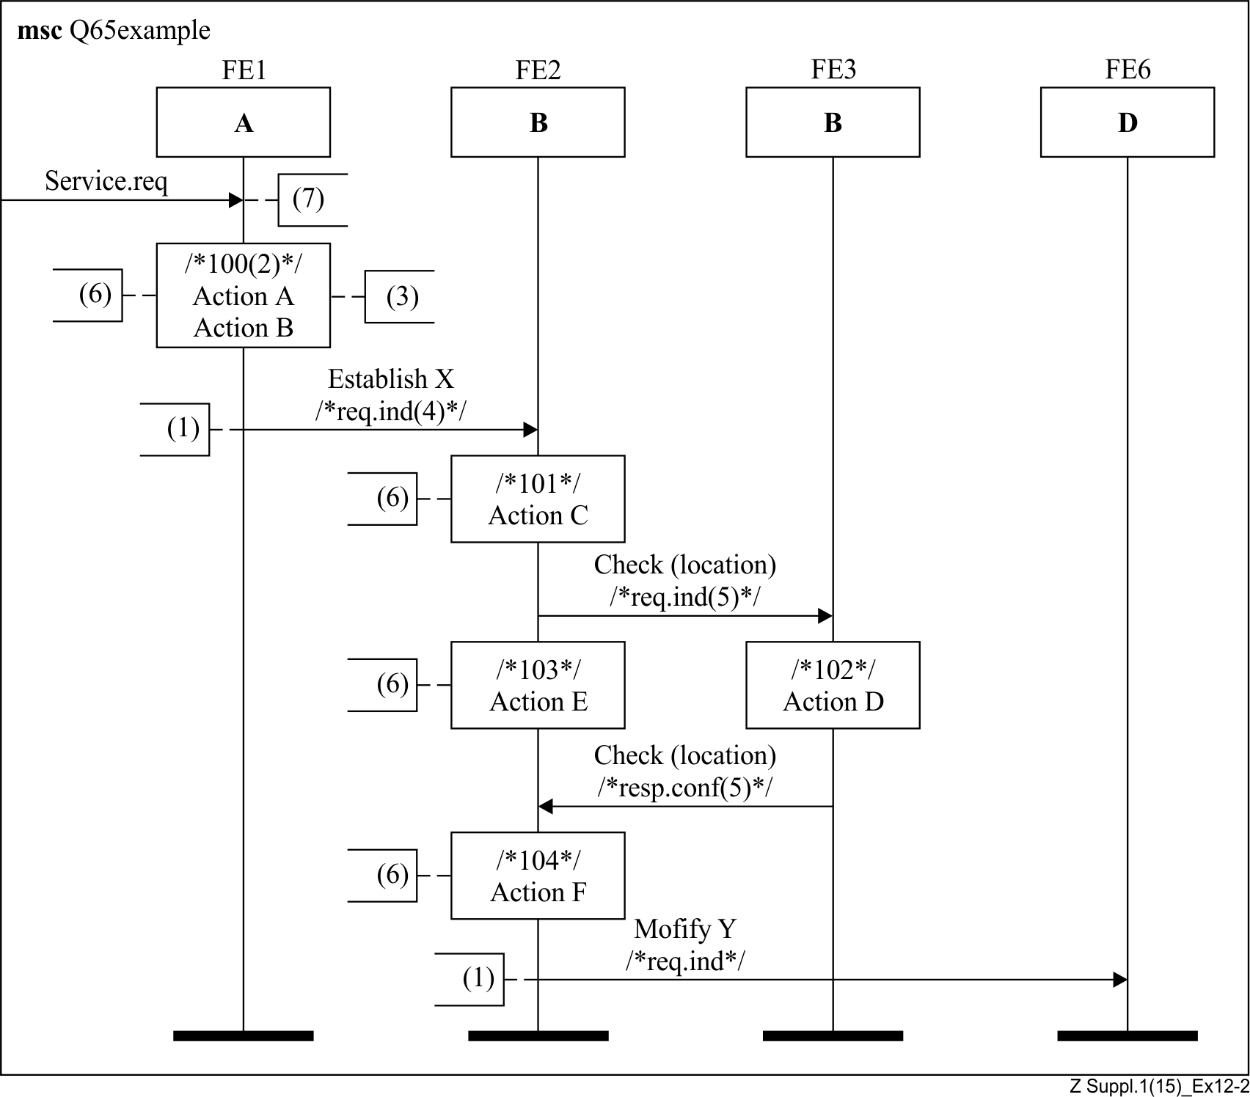 msc Q65example
FE1
FE2
FE3
FE6
A
B
B
D
Service.req
(7)
/*100(2)*/
Action A
Action B
(6)
(3)
Establish X
/*req.ind(4)*/
(1)
/*101*/
Action C
(6)
Check (location)
/*req.ind(5)*/
/*103*/
Action E
(6)
/*102*/
Action D
Check (location)
/*resp.conf(5)*/
/*104*/
Action F
(6)
Mofify Y
/*req.ind*/
(1)
Z Suppl.1(15)_Ex12-2